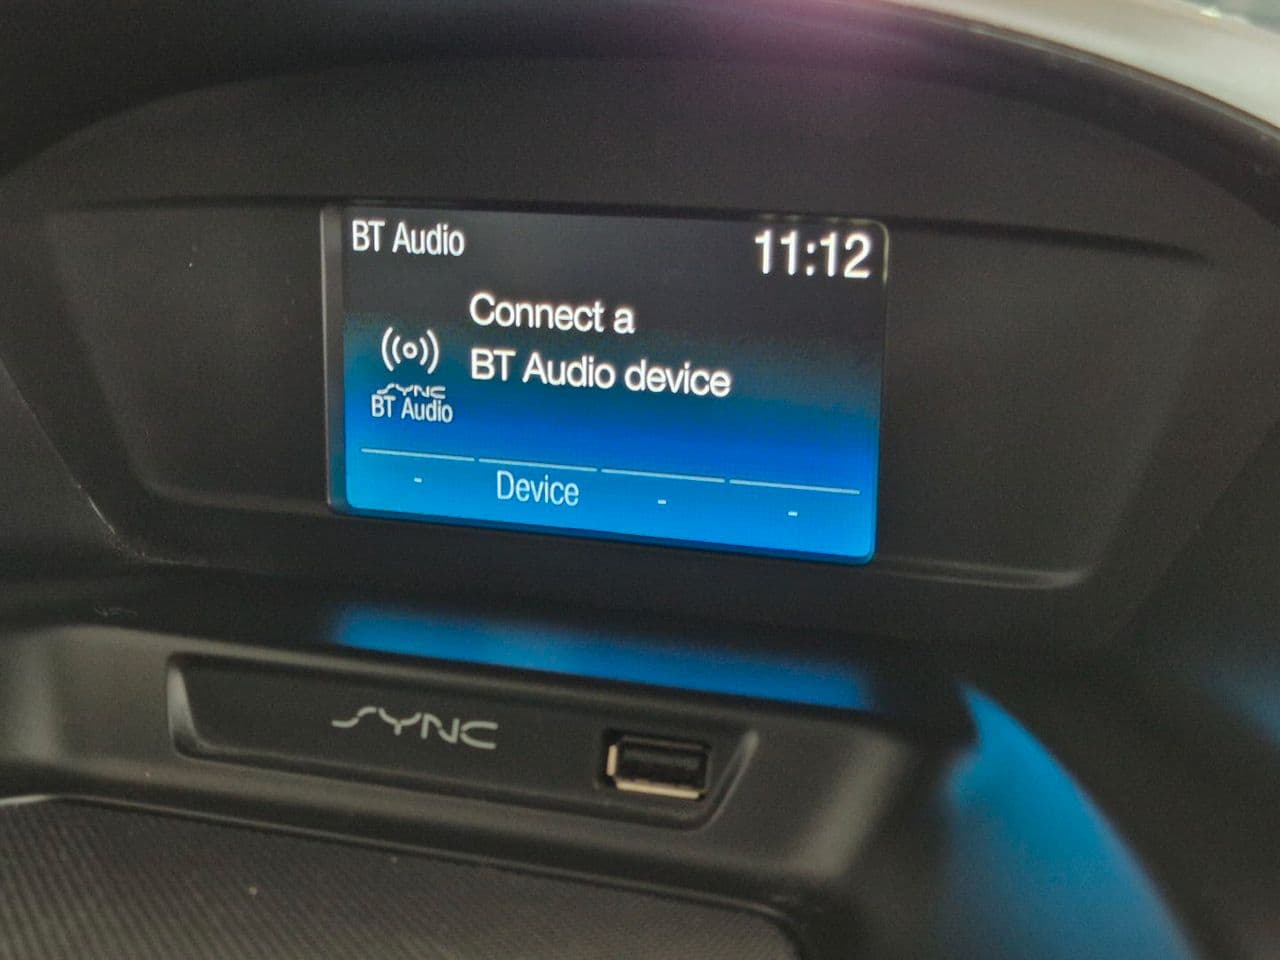 BT Audio 11:12
Connect a
BT Audio device
SYNC
BT Audio
- Device - -
SYNC